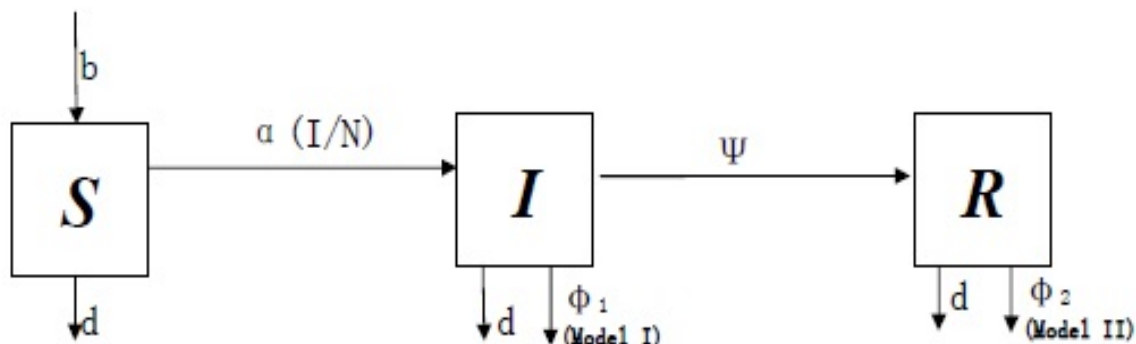 b
α (I/N)
Ψ
S
I
R
d
d
Φ₁
(Model I)
d
Φ₂
(Model II)